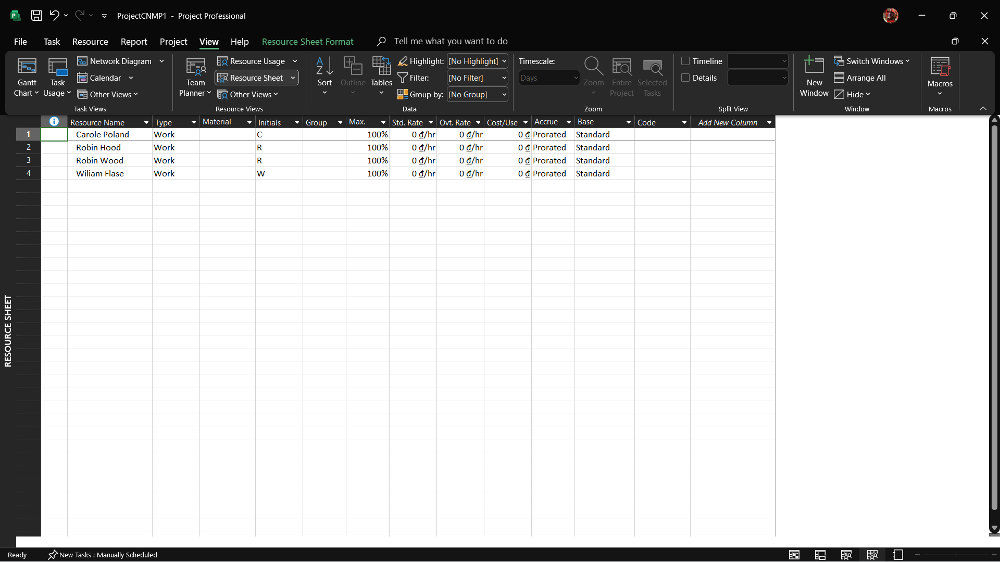 ProjectCNMP1 - Project Professional
File Task Resource Report Project View Help Resource Sheet Format Tell me what you want to do
Gantt Chart
Task Usage
Network Diagram
Calendar
Other Views
Task Views
Team Planner
Resource Usage
Resource Sheet
Other Views
Resource Views
Sort
Outline
Tables
Highlight: [No Highlight]
Filter: [No Filter]
Group by: [No Group]
Data
Timescale:
Days
Zoom
Entire Project
Selected Tasks
Zoom
Timeline
Details
Split View
New Window
Switch Windows
Arrange All
Hide
Window
Macros
Macros
Resource Name Type Material Initials Group Max. Std. Rate Ovt. Rate Cost/Use Accrue Base Code Add New Column
1 Carole Poland Work C 100% 0 ₫/hr 0 ₫/hr 0 ₫ Prorated Standard
2 Robin Hood Work R 100% 0 ₫/hr 0 ₫/hr 0 ₫ Prorated Standard
3 Robin Wood Work R 100% 0 ₫/hr 0 ₫/hr 0 ₫ Prorated Standard
4 Wiliam Flase Work W 100% 0 ₫/hr 0 ₫/hr 0 ₫ Prorated Standard
RESOURCE SHEET
Ready New Tasks : Manually Scheduled